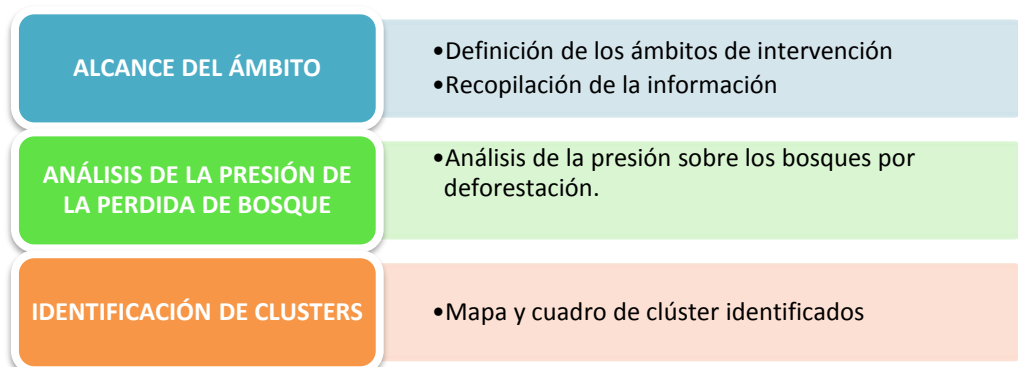 ALCANCE DEL ÁMBITO
•Definición de los ámbitos de intervención
•Recopilación de la información
ANÁLISIS DE LA PRESIÓN DE
LA PERDIDA DE BOSQUE
•Análisis de la presión sobre los bosques por
deforestación.
IDENTIFICACIÓN DE CLUSTERS
•Mapa y cuadro de clúster identificados